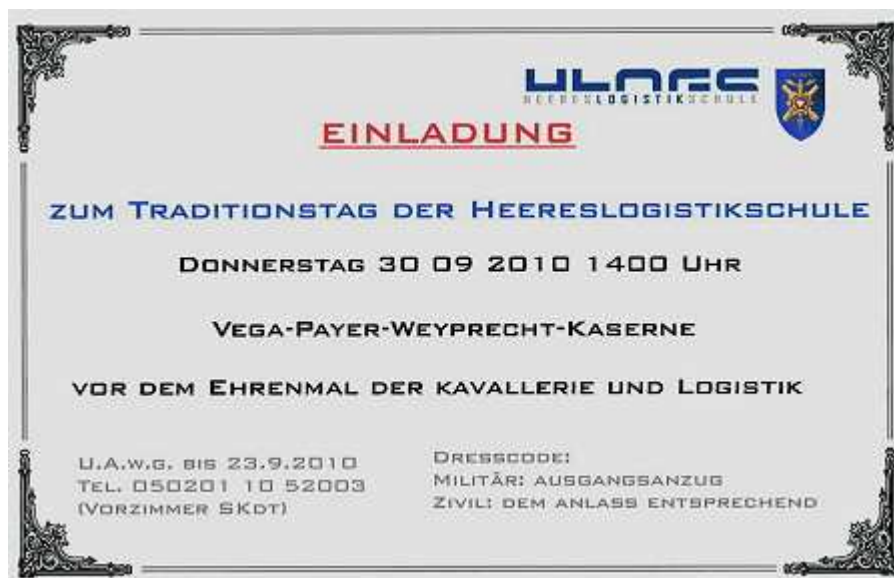 HEERESLOGISTIKSCHULE
EINLADUNG
ZUM TRADITIONSTAG DER HEERESLOGISTIKSCHULE
DONNERSTAG 30 09 2010 1400 UHR
VEGA-PAYER-WEYPRECHT-KASERNE
VOR DEM EHRENMAL DER KAVALLERIE UND LOGISTIK
U.A.W.G. BIS 23.9.2010
TEL. 050201 10 52003
(VORZIMMER SKDT)
DRESSCODE:
MILITÄR: AUSGANGSANZUG
ZIVIL: DEM ANLASS ENTSPRECHEND